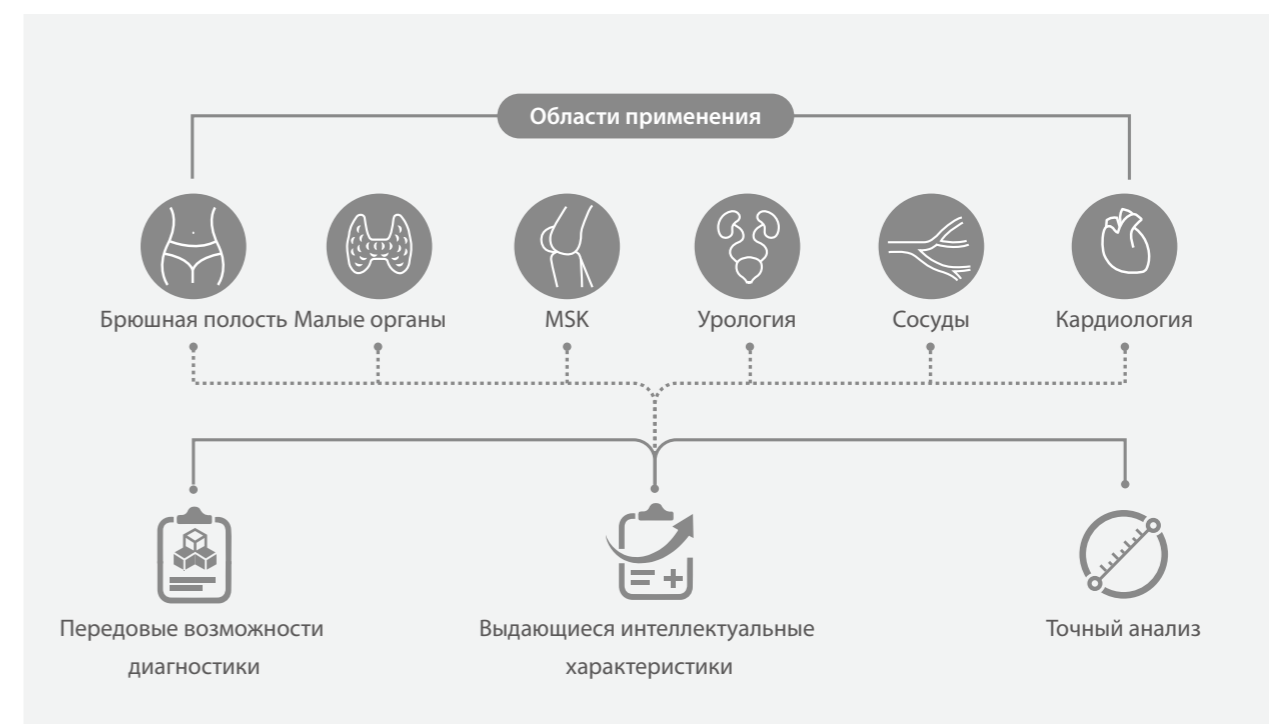 Области применения
Брюшная полость Малые органы MSK Урология Сосуды Кардиология
Передовые возможности
диагностики
Выдающиеся интеллектуальные
характеристики
Точный анализ